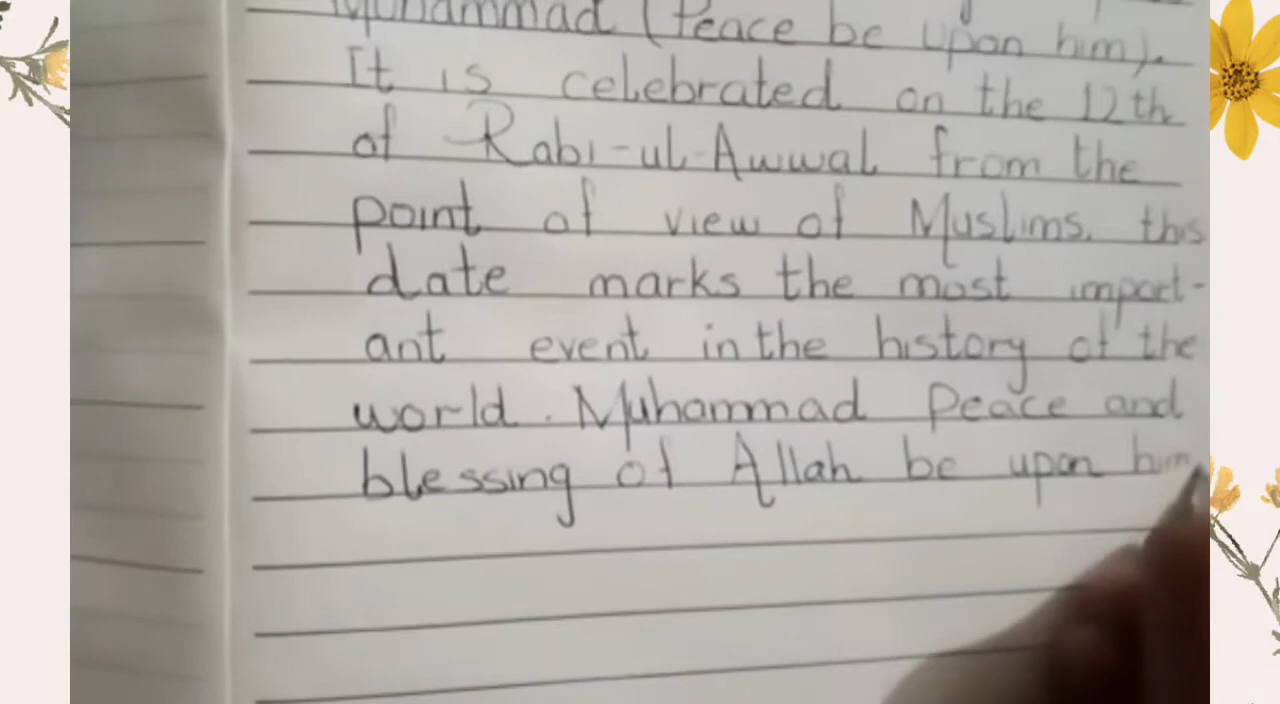 Muhammad (Peace be upon him).
It is celebrated on the 12th
of Rabi-ul-Awwal from the
point of view of Muslims. this
date marks the most import-
ant event in the history of the
world. Muhammad Peace and
blessing of Allah be upon him